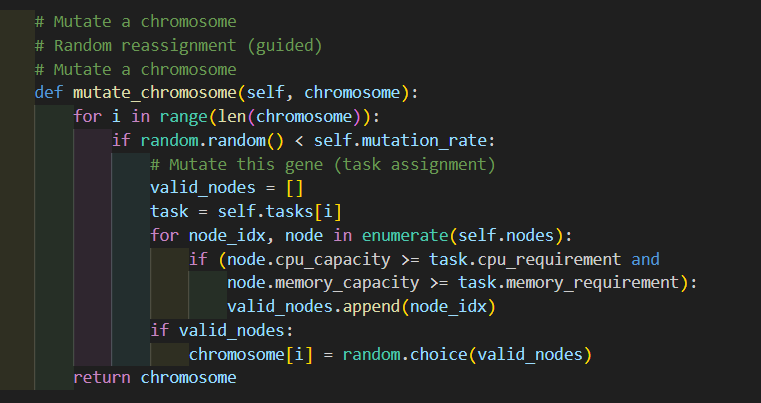 # Mutate a chromosome
# Random reassignment (guided)
# Mutate a chromosome
def mutate_chromosome(self, chromosome):
    for i in range(len(chromosome)):
        if random.random() < self.mutation_rate:
            # Mutate this gene (task assignment)
            valid_nodes = []
            task = self.tasks[i]
            for node_idx, node in enumerate(self.nodes):
                if (node.cpu_capacity >= task.cpu_requirement and
                    node.memory_capacity >= task.memory_requirement):
                    valid_nodes.append(node_idx)
            if valid_nodes:
                chromosome[i] = random.choice(valid_nodes)
    return chromosome